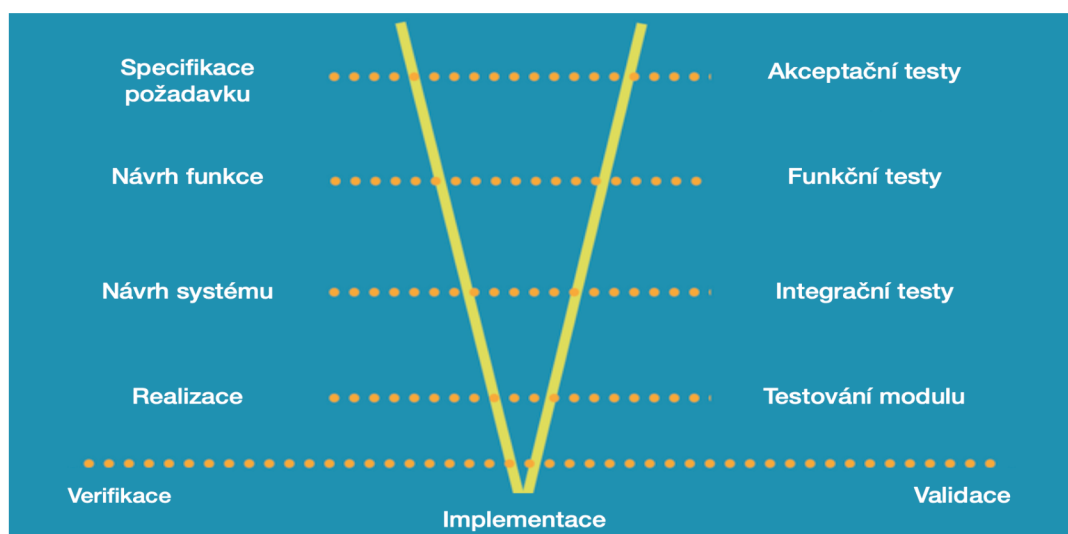 Specifikace
požadavku
Akceptační testy
Návrh funkce
Funkční testy
Návrh systému
Integrační testy
Realizace
Testování modulu
Verifikace
Validace
Implementace